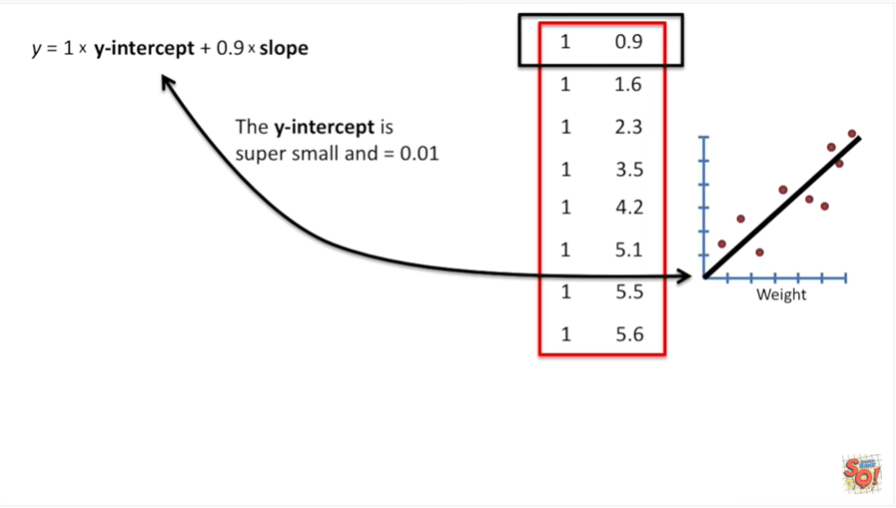 y = 1 × y-intercept + 0.9 × slope
The y-intercept is
super small and = 0.01
1 0.9
1 1.6
1 2.3
1 3.5
1 4.2
1 5.1
1 5.5
1 5.6
Weight
SQ!